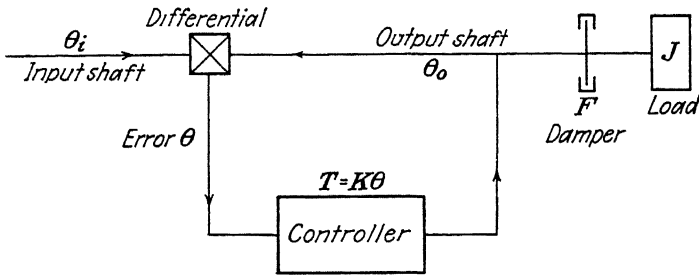 Differential
θi
Input shaft
Output shaft
θo
J
Load
F
Damper
Error θ
T=Kθ
Controller